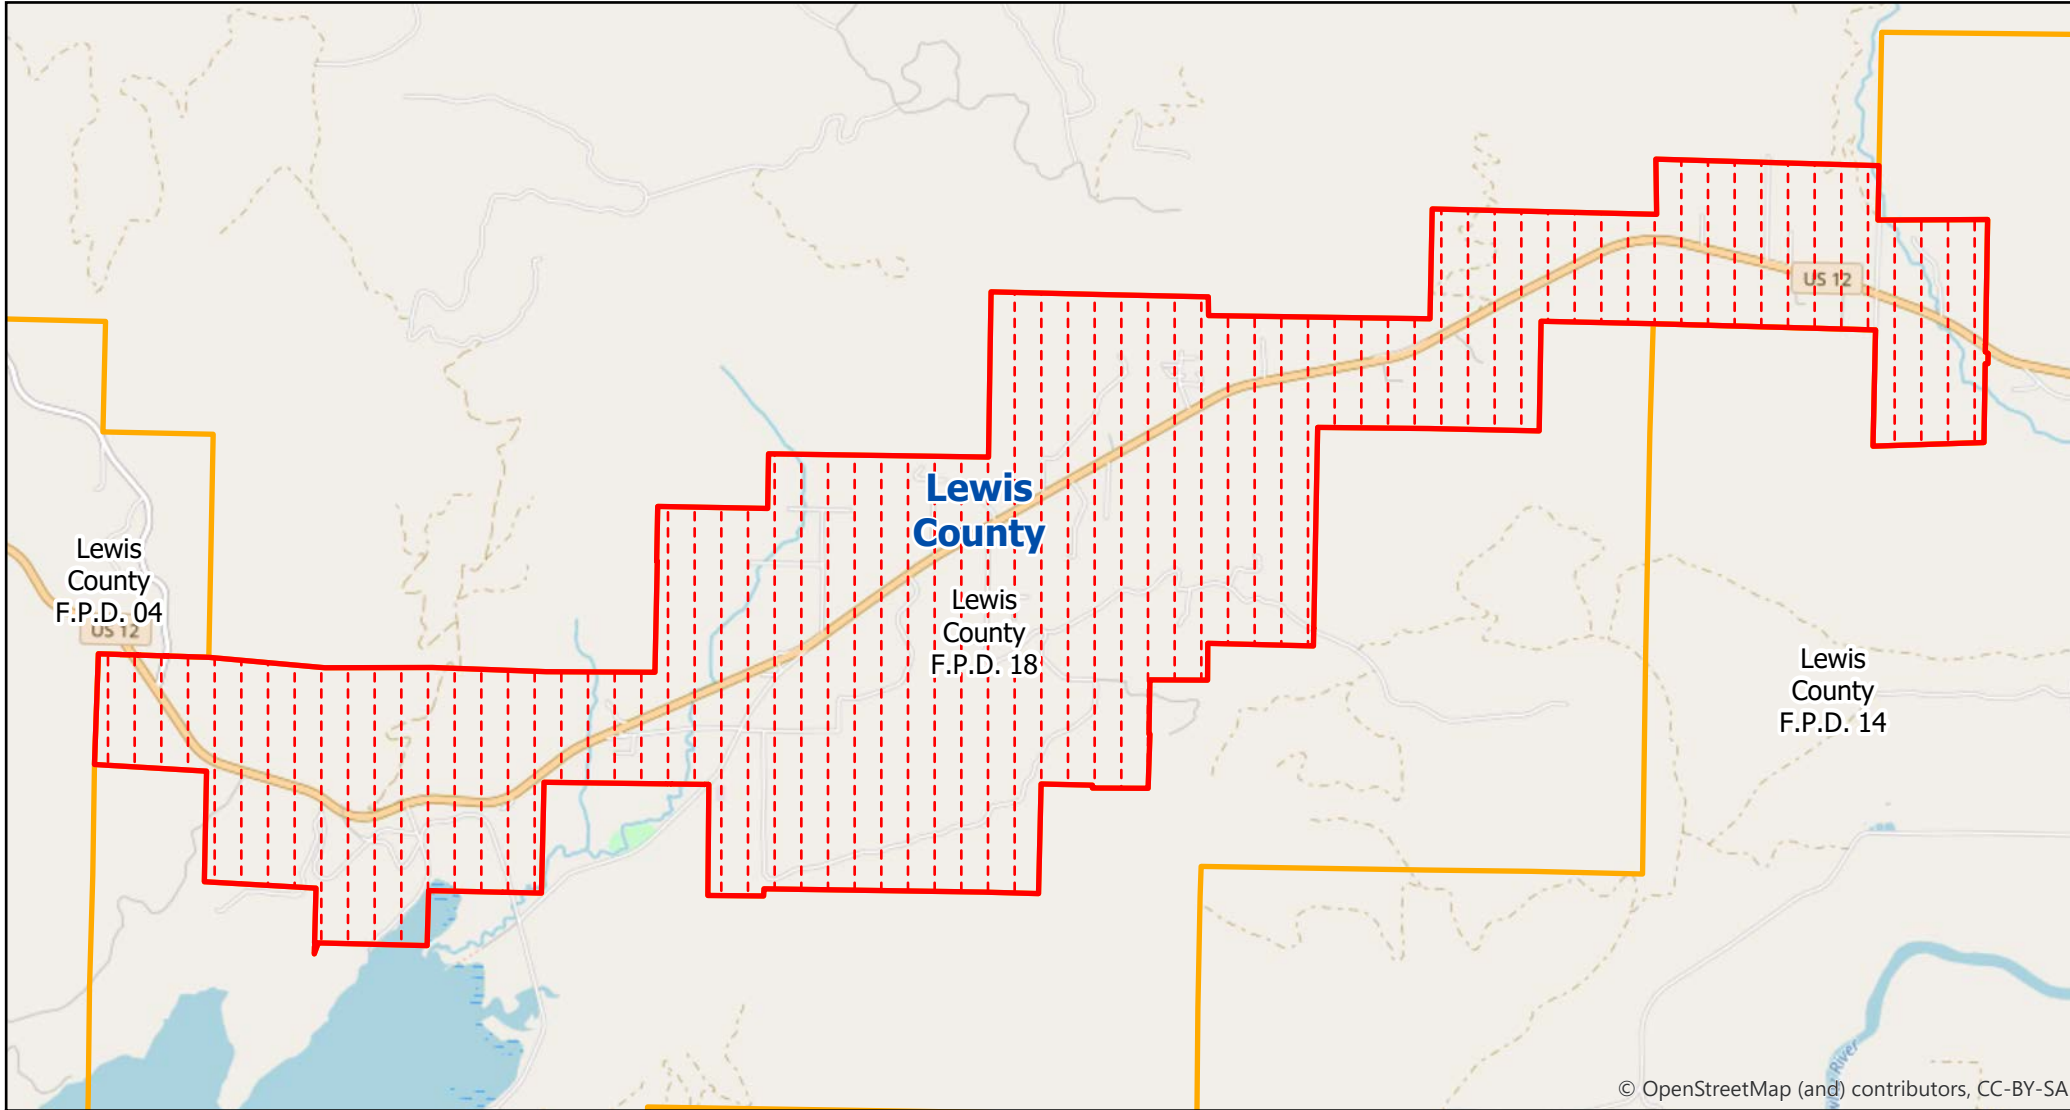 US 12
Lewis
County
Lewis
County
F.P.D. 04
US 12
Lewis
County
F.P.D. 18
Lewis
County
F.P.D. 14
River
© OpenStreetMap (and) contributors, CC-BY-SA